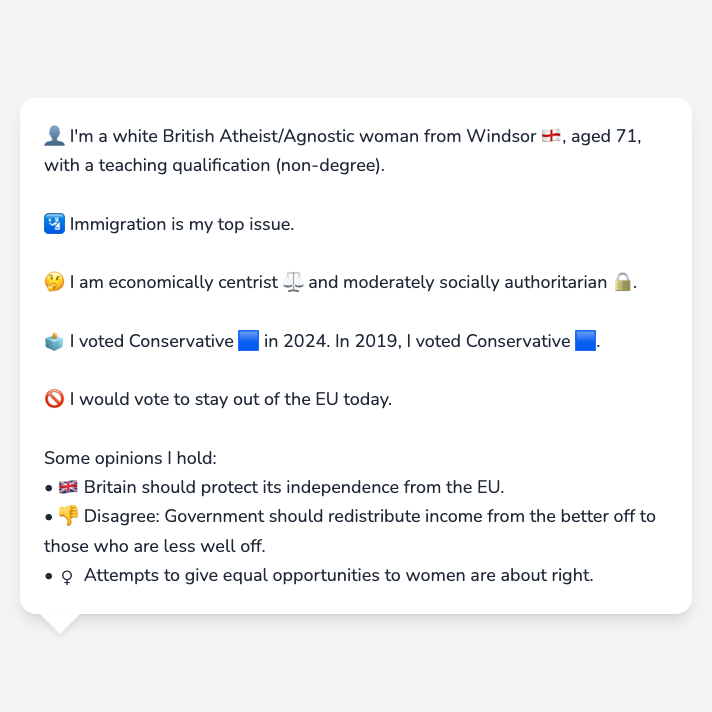 👤 I'm a white British Atheist/Agnostic woman from Windsor 🏴󠁧󠁢󠁥󠁮󠁧󠁿, aged 71,
with a teaching qualification (non-degree).
🛂 Immigration is my top issue.
🤔 I am economically centrist ⚖️ and moderately socially authoritarian 🔒.
🗳️ I voted Conservative 🟦 in 2024. In 2019, I voted Conservative 🟦.
🚫 I would vote to stay out of the EU today.
Some opinions I hold:
• 🇬🇧 Britain should protect its independence from the EU.
• 👎 Disagree: Government should redistribute income from the better off to
those who are less well off.
• ♀ Attempts to give equal opportunities to women are about right.